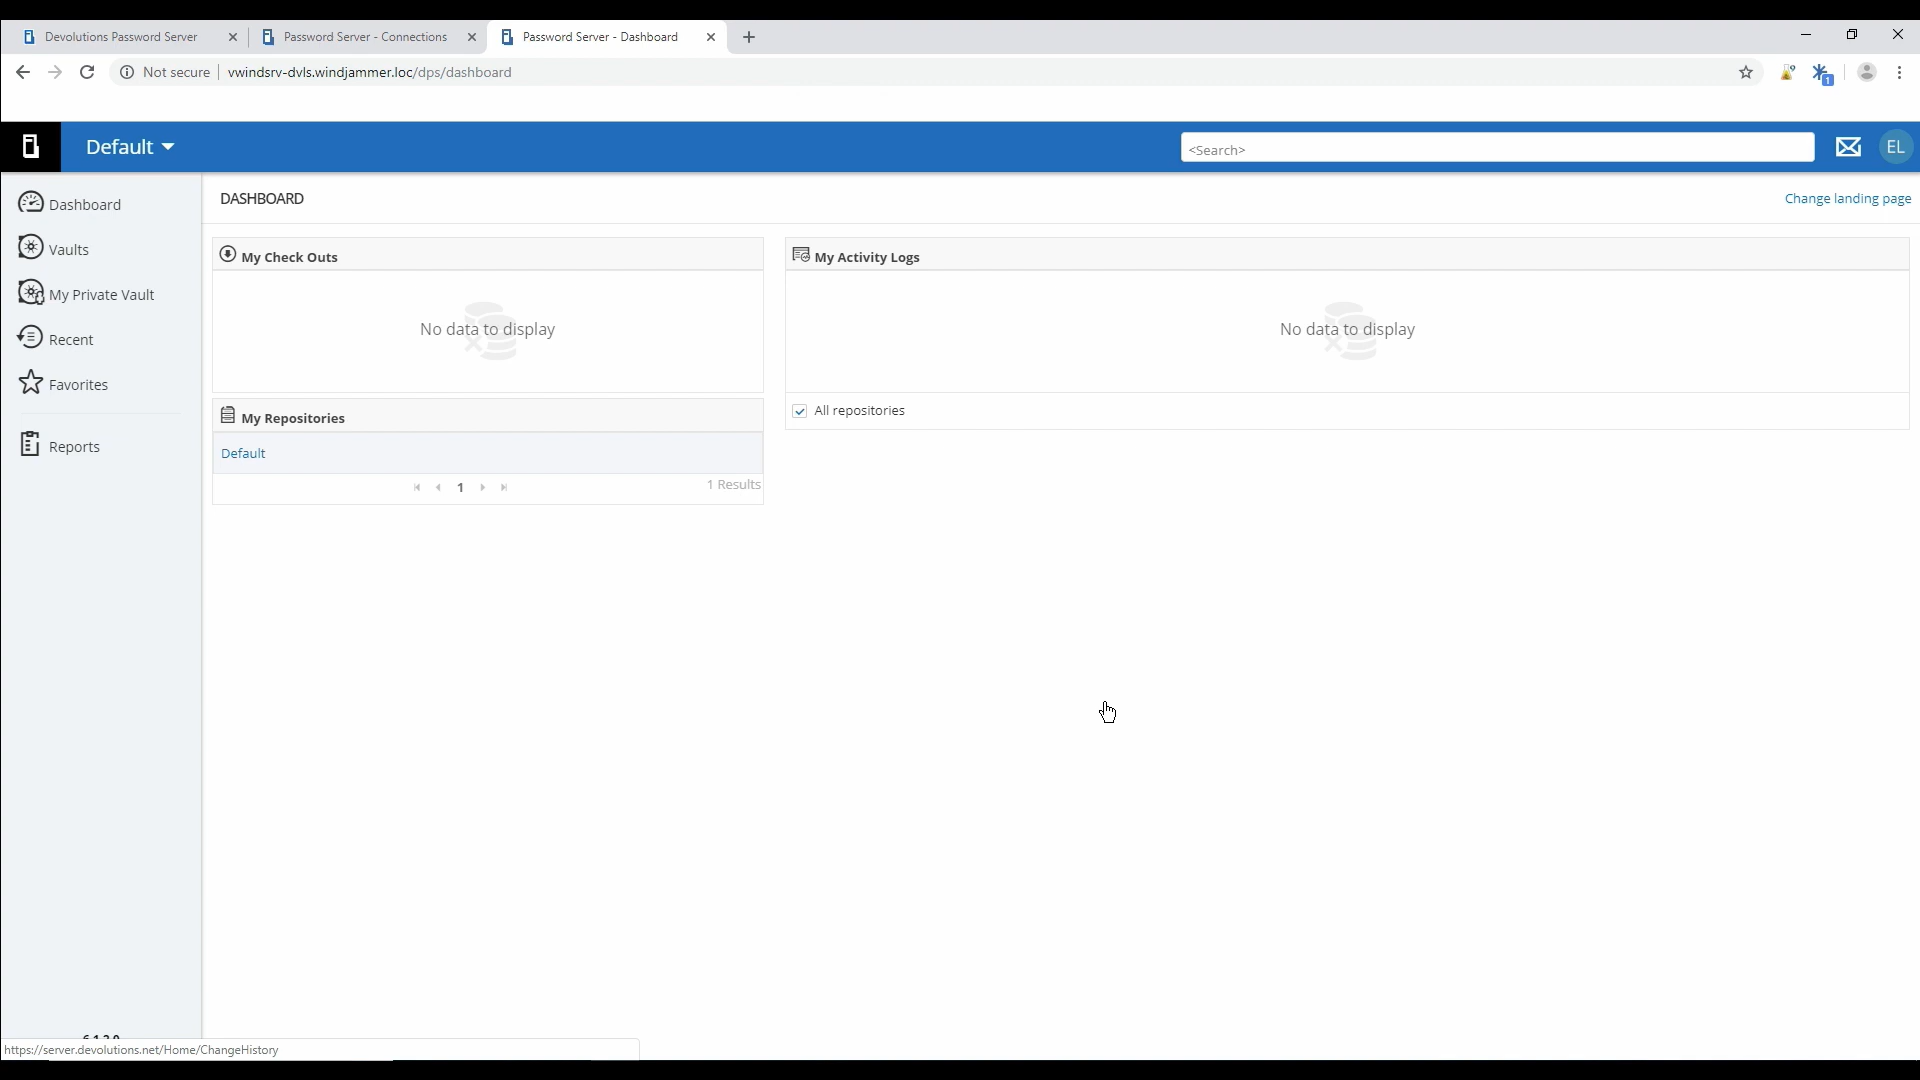 Devolutions Password Server
Password Server - Connections
Password Server - Dashboard
Not secure
vwindsrv-dvls.windjammer.loc/dps/dashboard
1
Default
<Search>
EL
Dashboard
Vaults
My Private Vault
Recent
Favorites
Reports
DASHBOARD
Change landing page
My Check Outs
No data to display
My Repositories
Default
1
1 Results
My Activity Logs
No data to display
All repositories
https://server.devolutions.net/Home/ChangeHistory